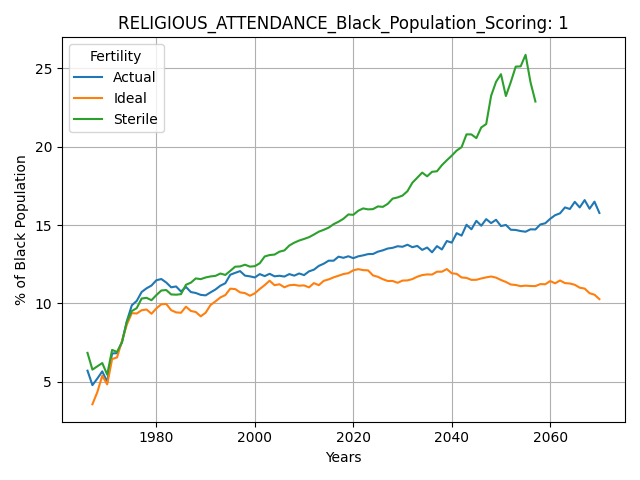 RELIGIOUS_ATTENDANCE_Black_Population_Scoring: 1
Fertility
Actual
Ideal
Sterile
% of Black Population
25
20
15
10
5
1980 2000 2020 2040 2060
Years